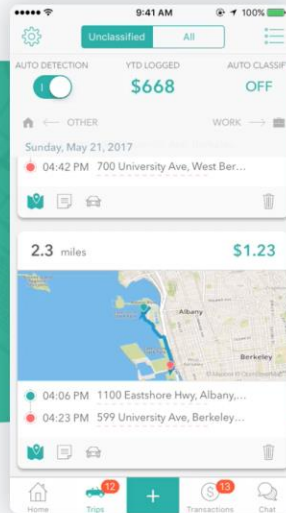 9:41 AM 100%
Unclassified All
AUTO DETECTION YTD LOGGED AUTO CLASSIF
$668 OFF
OTHER WORK
Sunday, May 21, 2017
04:42 PM 700 University Ave, West Ber...
2.3 miles $1.23
Albany
Berkeley
04:06 PM 1100 Eastshore Hwy, Albany,...
04:23 PM 599 University Ave, Berkeley...
12 13
Home Trips + Transactions Chat